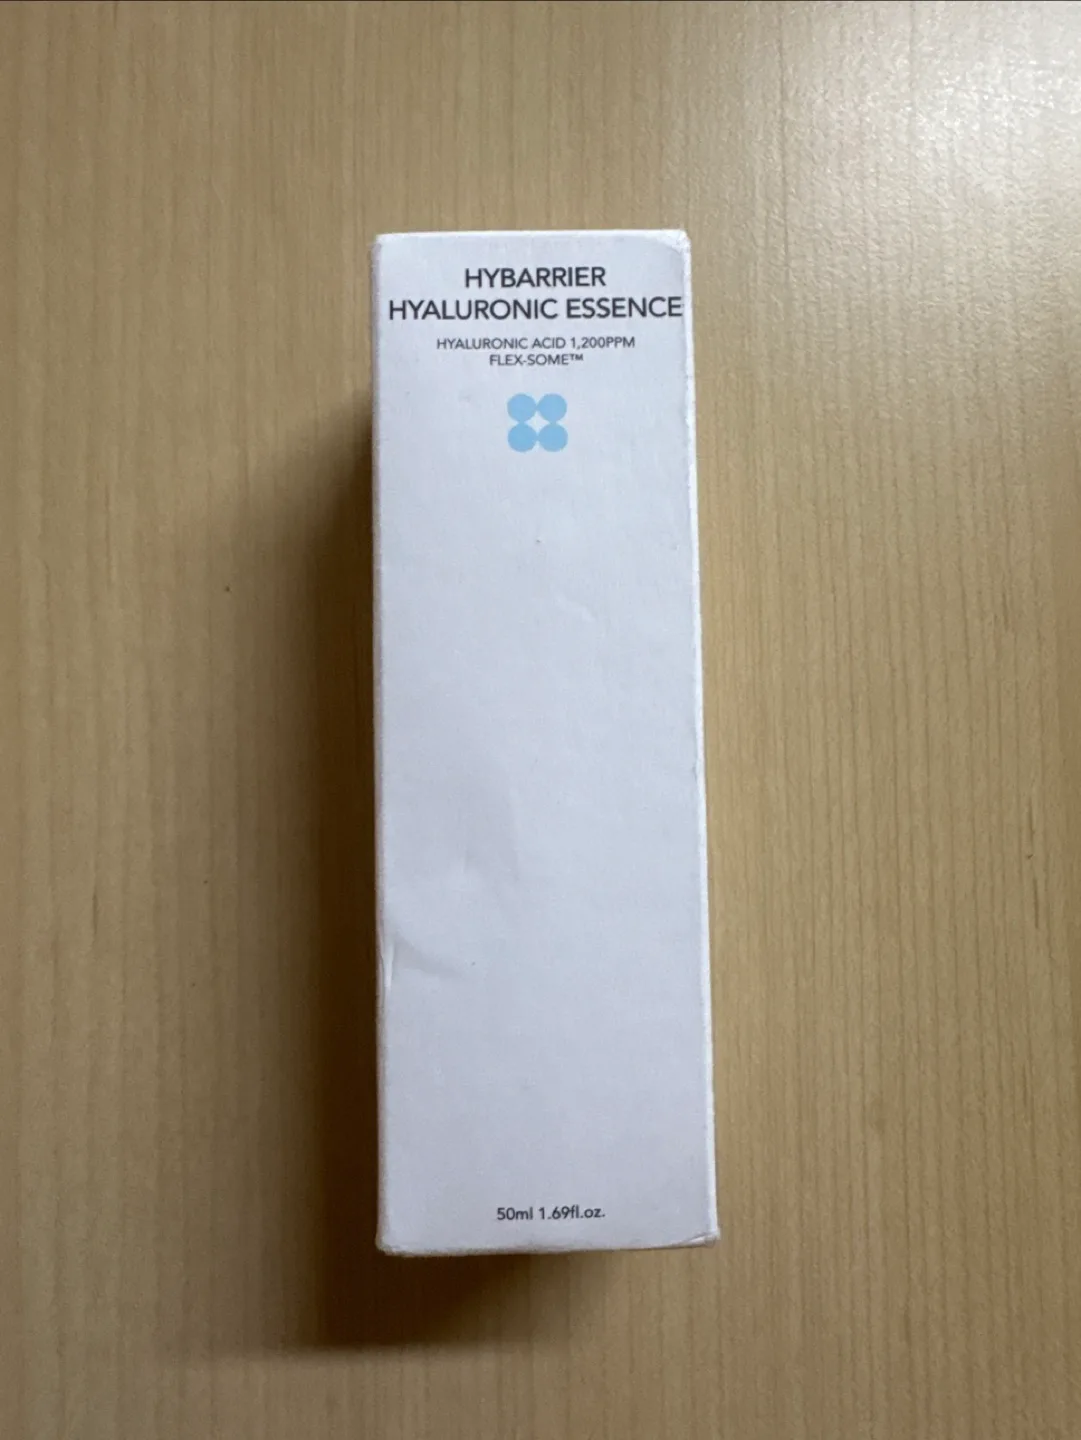 HYBARRIER
HYALURONIC ESSENCE
HYALURONIC ACID 1,200PPM
FLEX-SOME™
50ml 1.69fl.oz.